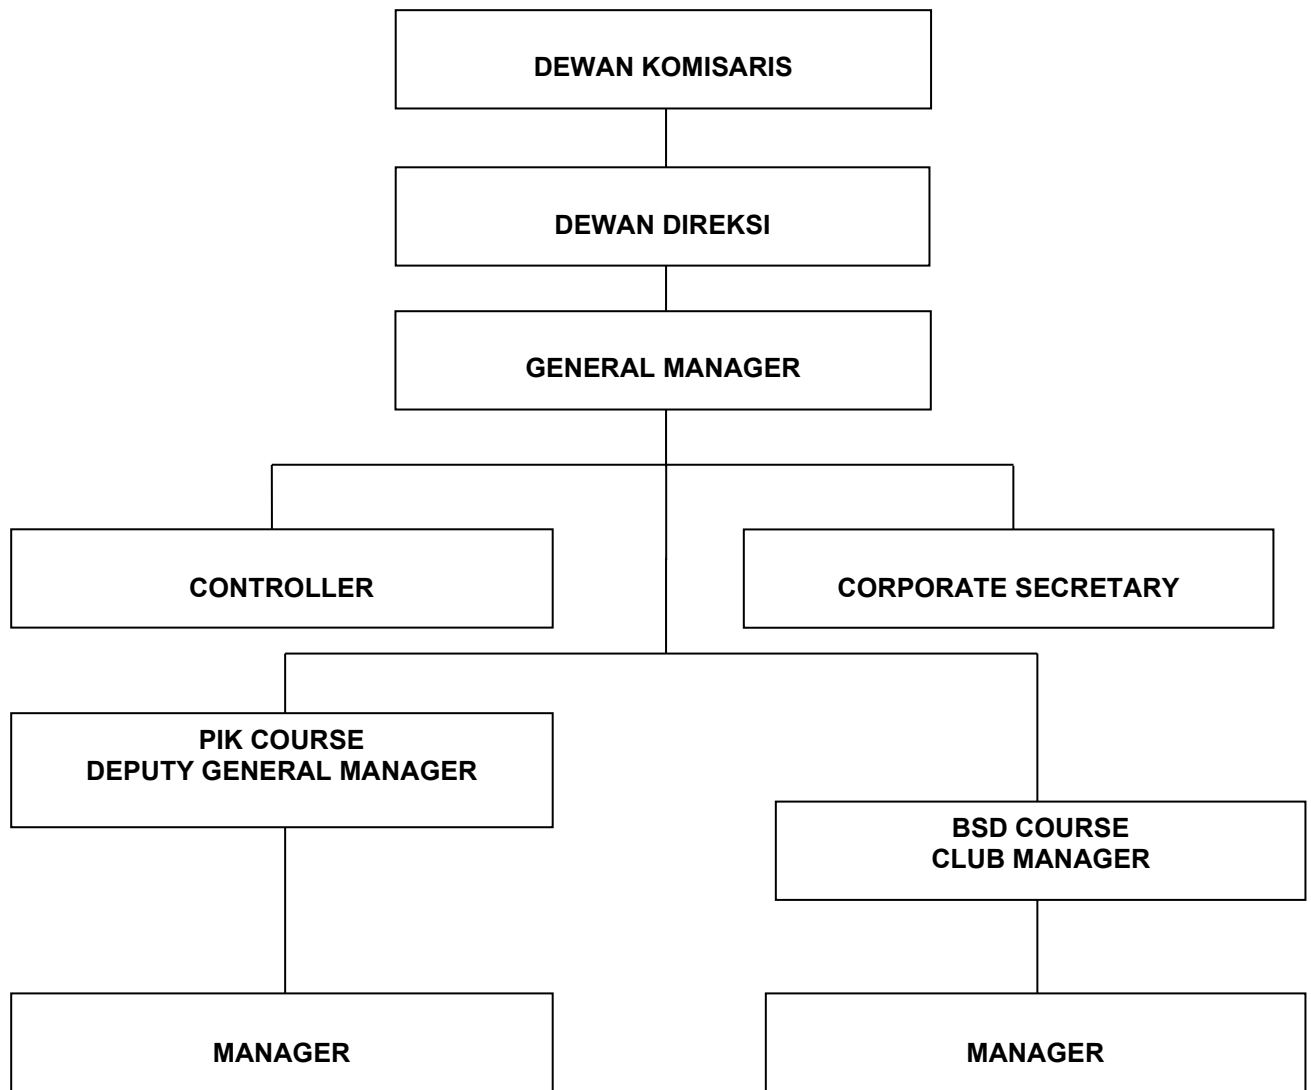 DEWAN KOMISARIS
DEWAN DIREKSI
GENERAL MANAGER
CONTROLLER
CORPORATE SECRETARY
PIK COURSE
DEPUTY GENERAL MANAGER
BSD COURSE
CLUB MANAGER
MANAGER
MANAGER